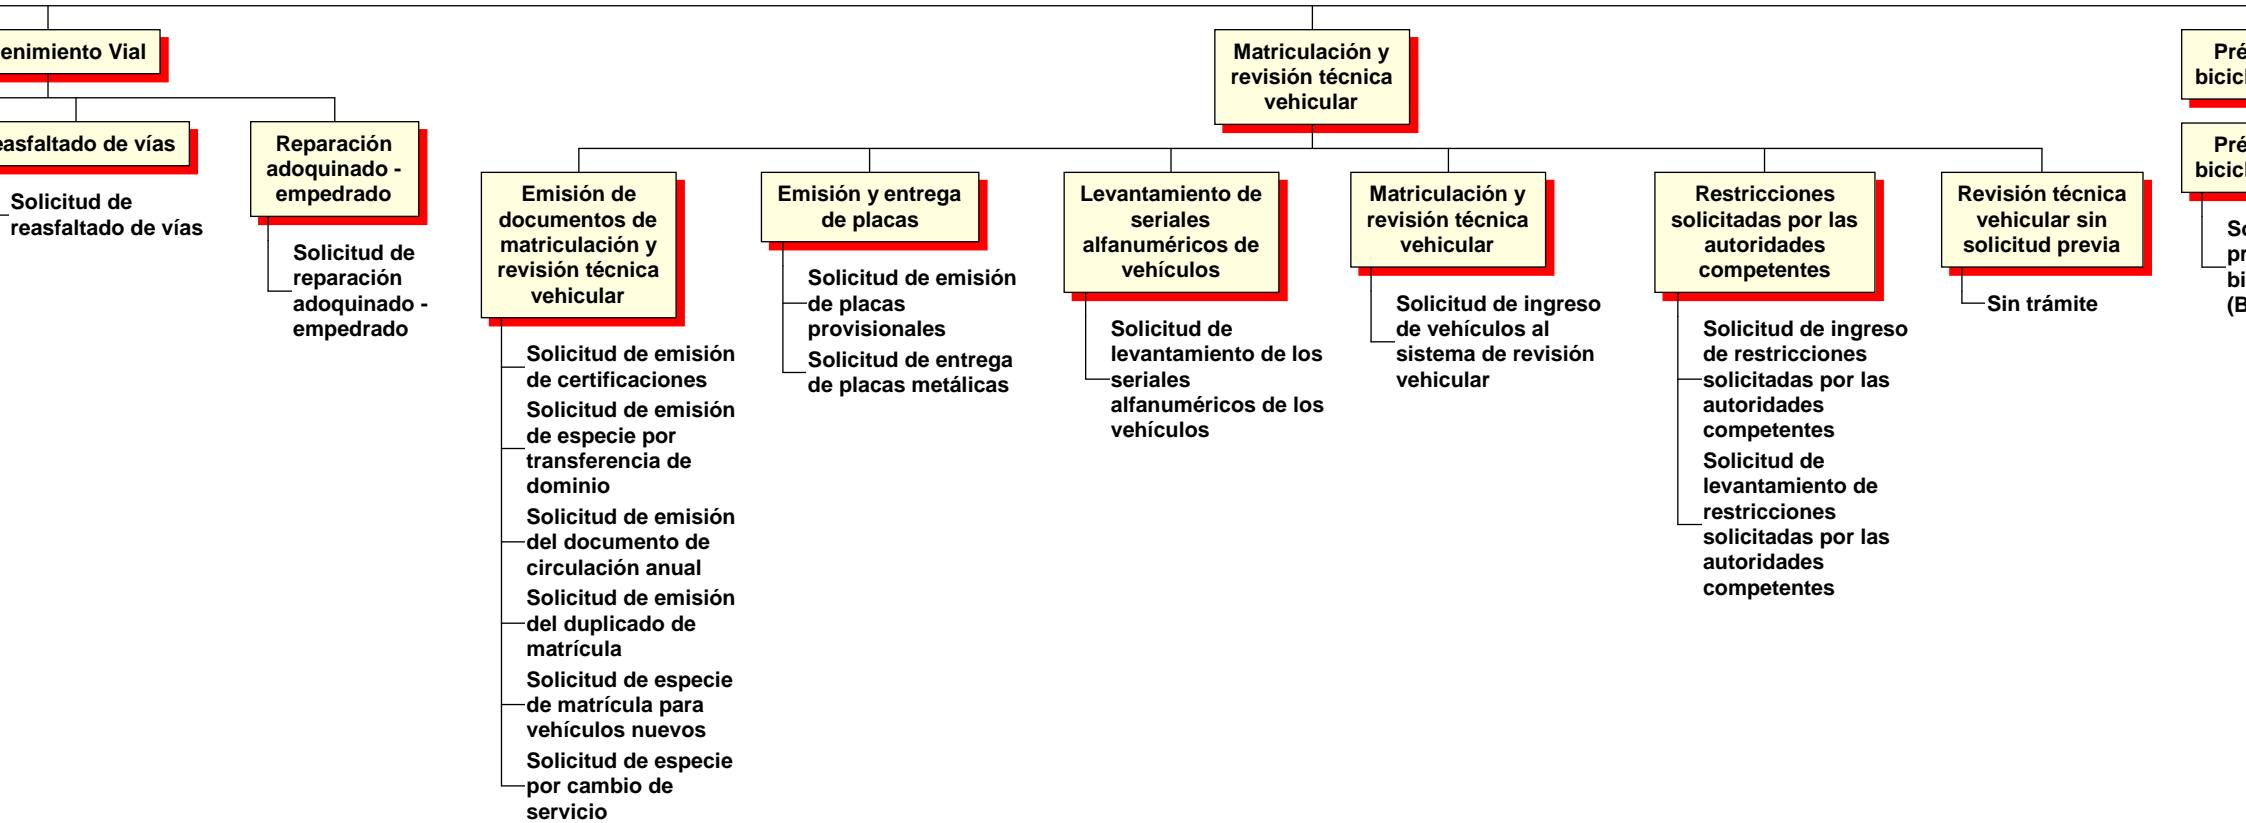 enimiento Vial
easfaltado de vías
Solicitud de
reasfaltado de vías
Reparación
adoquinado -
empedrado
Solicitud de
reparación
adoquinado -
empedrado
Matriculación y
revisión técnica
vehicular
Emisión de
documentos de
matriculación y
revisión técnica
vehicular
Solicitud de emisión
de certificaciones
Solicitud de emisión
de especie por
transferencia de
dominio
Solicitud de emisión
del documento de
circulación anual
Solicitud de emisión
del duplicado de
matrícula
Solicitud de especie
de matrícula para
vehículos nuevos
Solicitud de especie
por cambio de
servicio
Emisión y entrega
de placas
Solicitud de emisión
de placas
provisionales
Solicitud de entrega
de placas metálicas
Levantamiento de
seriales
alfanuméricos de
vehículos
Solicitud de
levantamiento de los
seriales
alfanuméricos de los
vehículos
Matriculación y
revisión técnica
vehicular
Solicitud de ingreso
de vehículos al
sistema de revisión
vehicular
Restricciones
solicitadas por las
autoridades
competentes
Solicitud de ingreso
de restricciones
solicitadas por las
autoridades
competentes
Solicitud de
levantamiento de
restricciones
solicitadas por las
autoridades
competentes
Revisión técnica
vehicular sin
solicitud previa
Sin trámite
Pré
bicicl
Pré
bicicl
So
pr
bi
(B